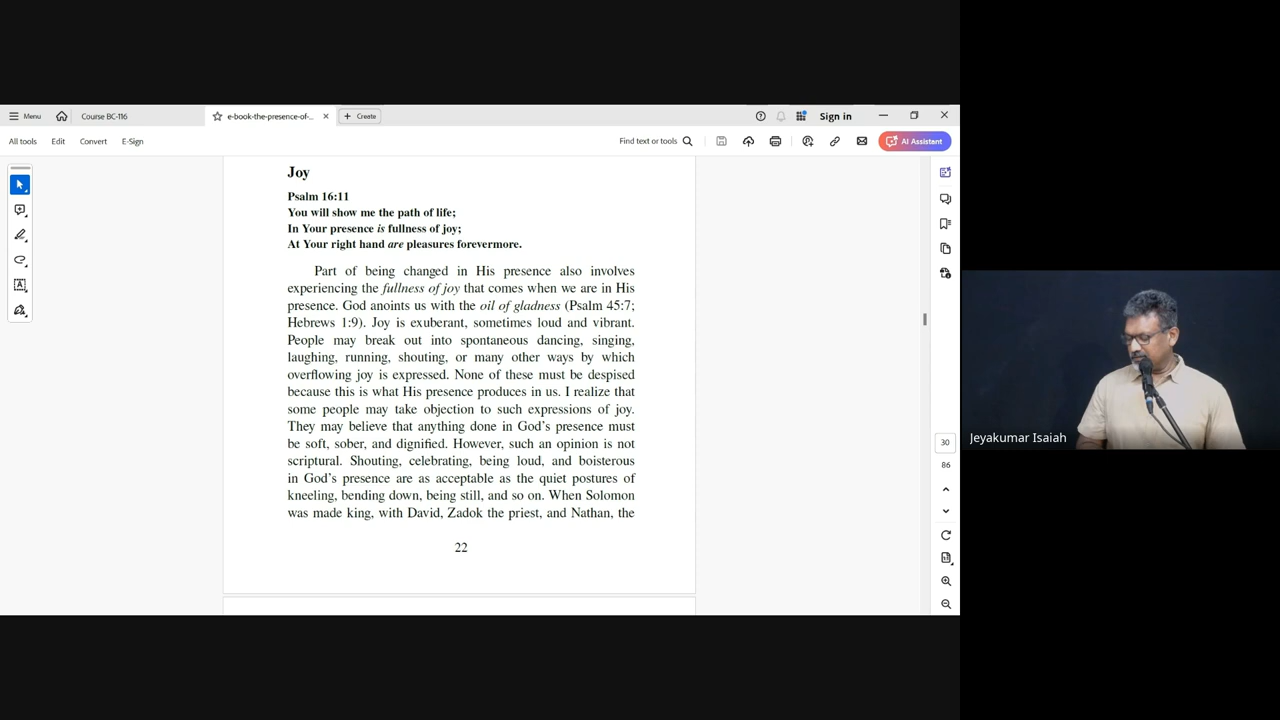 Menu
Course BC-116
e-book-the-presence-of-...
Create
Sign in
All tools
Edit
Convert
E-Sign
Find text or tools
AI Assistant
Joy
Psalm 16:11
You will show me the path of life;
In Your presence is fullness of joy;
At Your right hand are pleasures forevermore.
Part of being changed in His presence also involves
experiencing the fullness of joy that comes when we are in His
presence. God anoints us with the oil of gladness (Psalm 45:7;
Hebrews 1:9). Joy is exuberant, sometimes loud and vibrant.
People may break out into spontaneous dancing, singing,
laughing, running, shouting, or many other ways by which
overflowing joy is expressed. None of these must be despised
because this is what His presence produces in us. I realize that
some people may take objection to such expressions of joy.
They may believe that anything done in God's presence must
be soft, sober, and dignified. However, such an opinion is not
scriptural. Shouting, celebrating, being loud, and boisterous
in God's presence are as acceptable as the quiet postures of
kneeling, bending down, being still, and so on. When Solomon
was made king, with David, Zadok the priest, and Nathan, the
22
30
86
Jeyakumar Isaiah